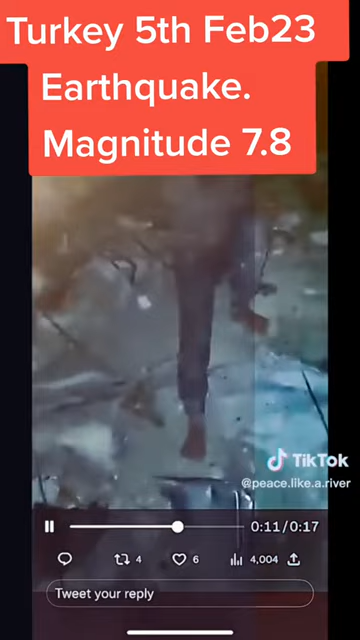 Turkey 5th Feb23
Earthquake.
Magnitude 7.8
TikTok
@peace.like.a.river
0:11/0:17
4 6 4,004
Tweet your reply